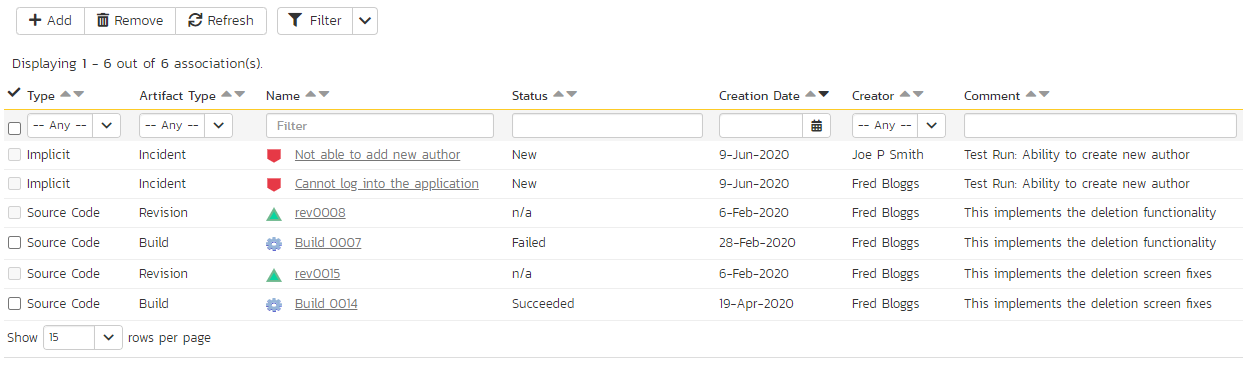 Add Remove Refresh Filter
Displaying 1 - 6 out of 6 association(s).
Type Artifact Type Name Status Creation Date Creator Comment
-- Any -- -- Any -- Filter -- Any --
Implicit Incident Not able to add new author New 9-Jun-2020 Joe P Smith Test Run: Ability to create new author
Implicit Incident Cannot log into the application New 9-Jun-2020 Fred Bloggs Test Run: Ability to create new author
Source Code Revision rev0008 n/a 6-Feb-2020 Fred Bloggs This implements the deletion functionality
Source Code Build Build 0007 Failed 28-Feb-2020 Fred Bloggs This implements the deletion functionality
Source Code Revision rev0015 n/a 6-Feb-2020 Fred Bloggs This implements the deletion screen fixes
Source Code Build Build 0014 Succeeded 19-Apr-2020 Fred Bloggs This implements the deletion screen fixes
Show 15 rows per page